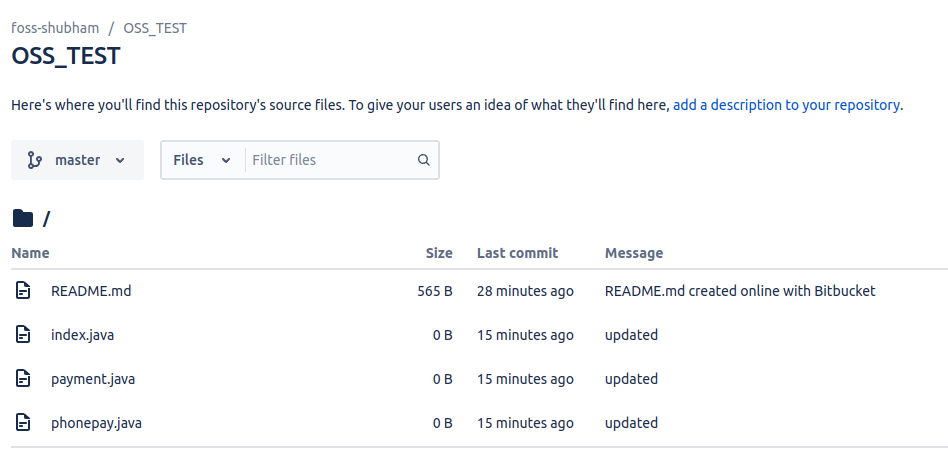 foss-shubham / OSS_TEST
OSS_TEST
Here's where you'll find this repository's source files. To give your users an idea of what they'll find here, add a description to your repository.
master Files Filter files
/
Name Size Last commit Message
README.md 565 B 28 minutes ago README.md created online with Bitbucket
index.java 0 B 15 minutes ago updated
payment.java 0 B 15 minutes ago updated
phonepay.java 0 B 15 minutes ago updated